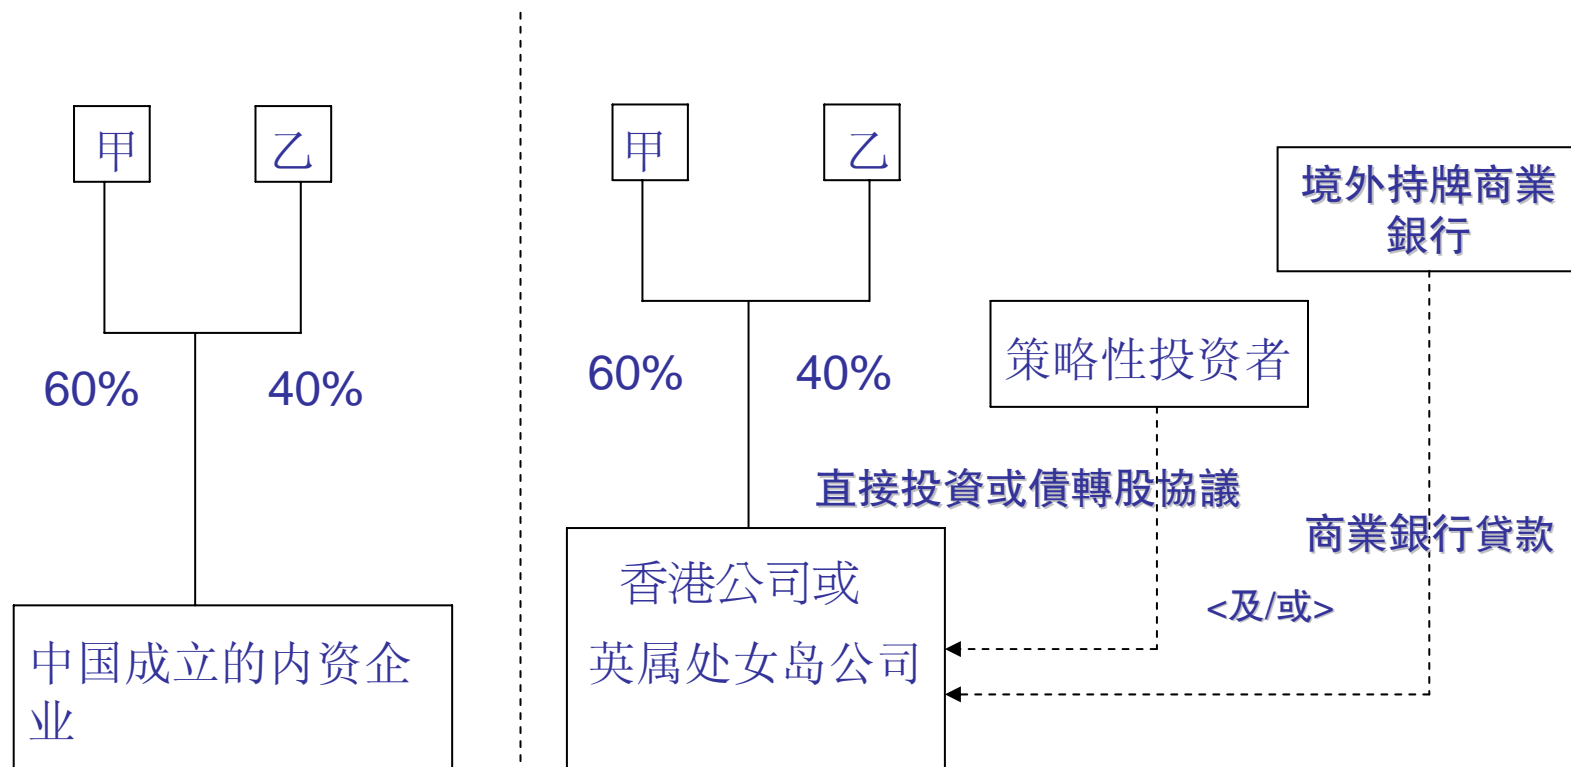 甲
乙
60%
40%
中国成立的内资企
业
甲
乙
60%
40%
香港公司或
英属处女岛公司
策略性投资者
直接投資或債轉股協議
境外持牌商業
銀行
商業銀行貸款
<及/或>